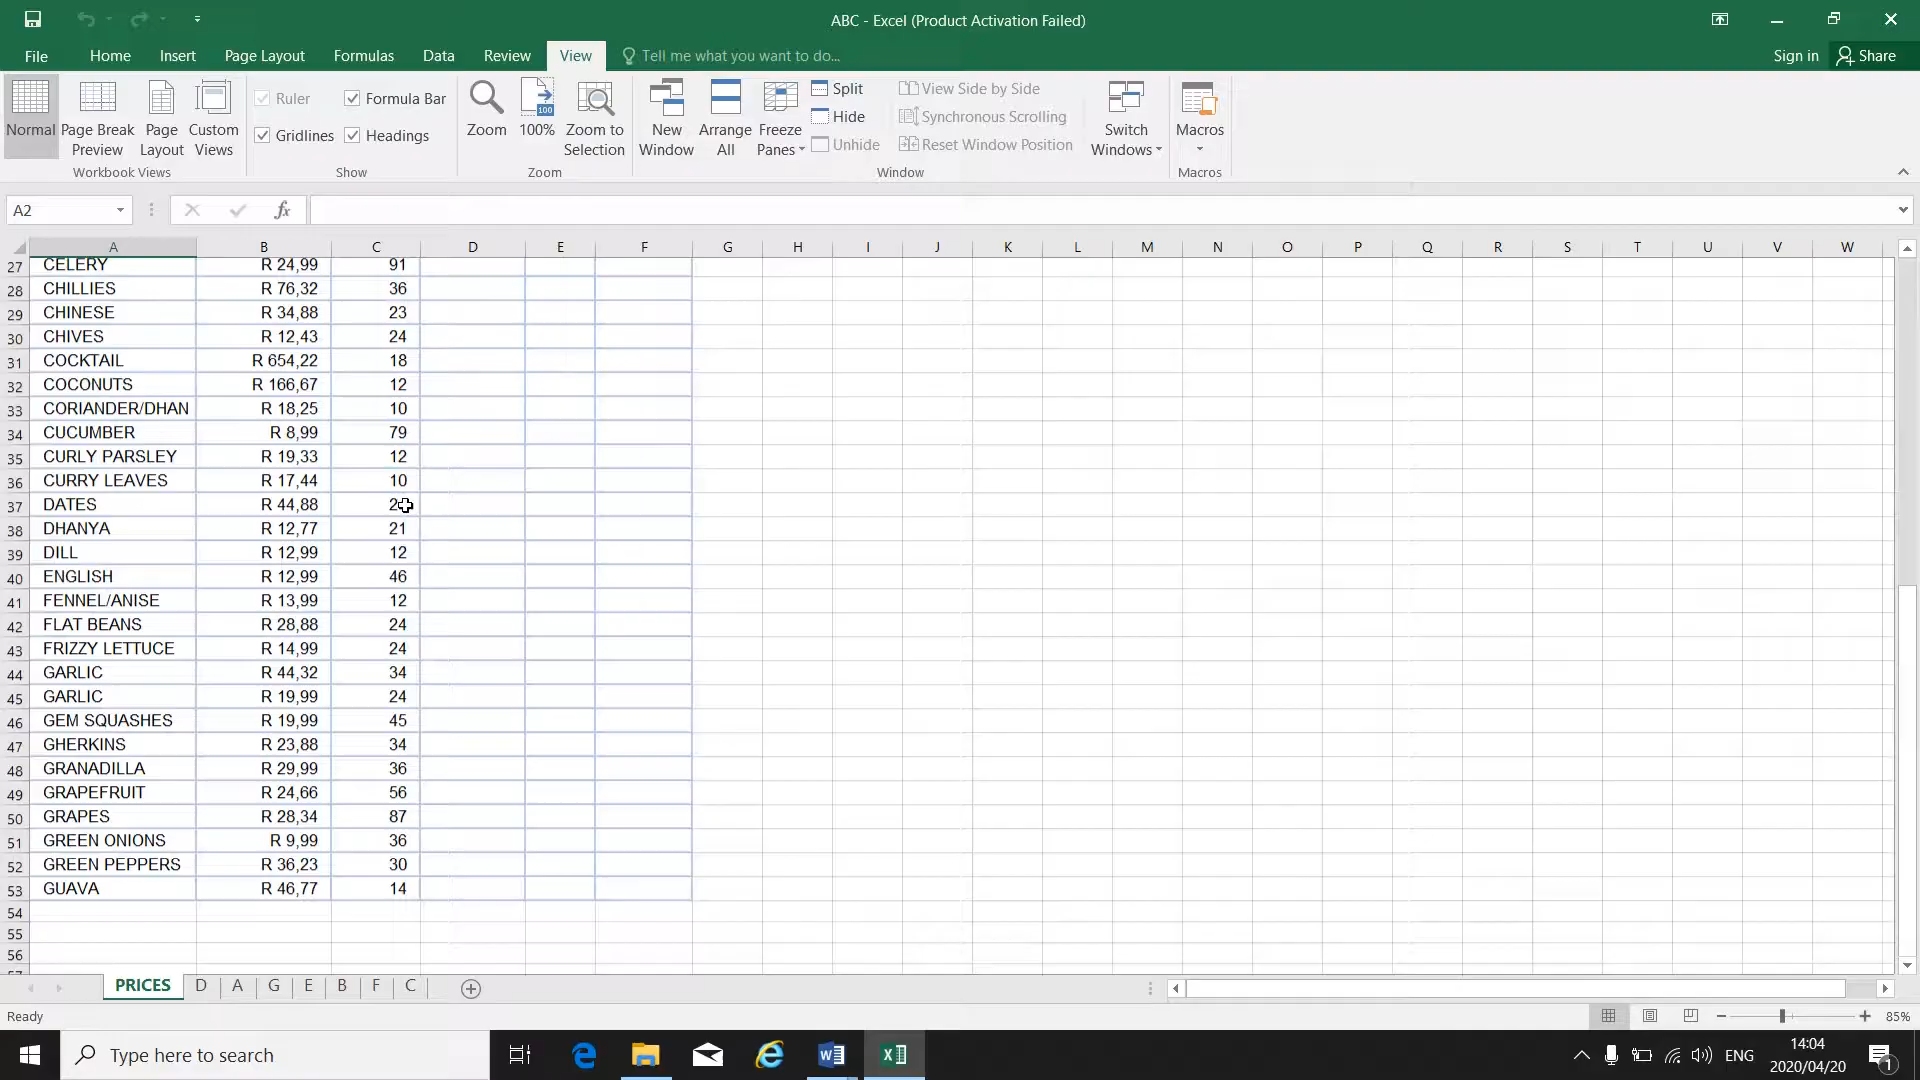 ABC - Excel (Product Activation Failed)
File Home Insert Page Layout Formulas Data Review View Tell me what you want to do... Sign in Share
Normal
Page Break Preview
Page Layout
Custom Views
Workbook Views
Ruler
Formula Bar
Gridlines
Headings
Show
Zoom
100
100%
Zoom to Selection
Zoom
New Window
Arrange All
Freeze Panes
Split
Hide
Unhide
View Side by Side
Synchronous Scrolling
Reset Window Position
Window
Switch Windows
Macros
Macros
A2 fx
A B C D E F G H I J K L M N O P Q R S T U V W
27 CELERY R 24,99 91
28 CHILLIES R 76,32 36
29 CHINESE R 34,88 23
30 CHIVES R 12,43 24
31 COCKTAIL R 654,22 18
32 COCONUTS R 166,67 12
33 CORIANDER/DHAN R 18,25 10
34 CUCUMBER R 8,99 79
35 CURLY PARSLEY R 19,33 12
36 CURRY LEAVES R 17,44 10
37 DATES R 44,88
38 DHANYA R 12,77 21
39 DILL R 12,99 12
40 ENGLISH R 12,99 46
41 FENNEL/ANISE R 13,99 12
42 FLAT BEANS R 28,88 24
43 FRIZZY LETTUCE R 14,99 24
44 GARLIC R 44,32 34
45 GARLIC R 19,99 24
46 GEM SQUASHES R 19,99 45
47 GHERKINS R 23,88 34
48 GRANADILLA R 29,99 36
49 GRAPEFRUIT R 24,66 56
50 GRAPES R 28,34 87
51 GREEN ONIONS R 9,99 36
52 GREEN PEPPERS R 36,23 30
53 GUAVA R 46,77 14
54
55
56
PRICES D A G E B F C
Ready 85%
Type here to search ENG 14:04
2020/04/20 1